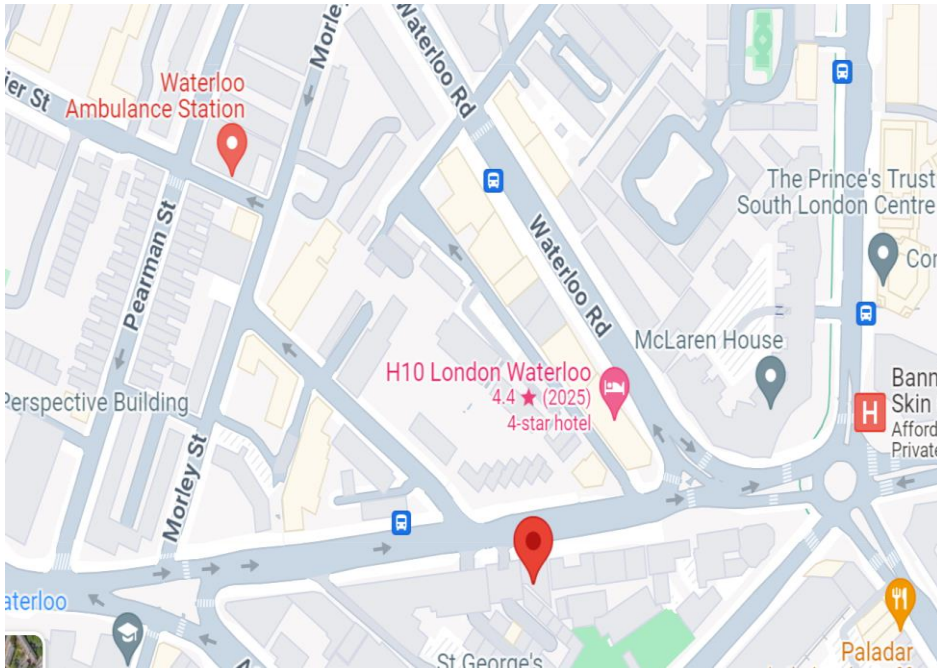 Waterloo Rd
Morle
ier St
Waterloo
Ambulance Station
The Prince's Trust
South London Centre
Pearman St
Waterloo Rd
Cor
McLaren House
H10 London Waterloo
4.4 ★ (2025)
4-star hotel
Perspective Building
Bann
Skin
Afford
Private
H
Morley St
aterloo
A
St George's
Paladar